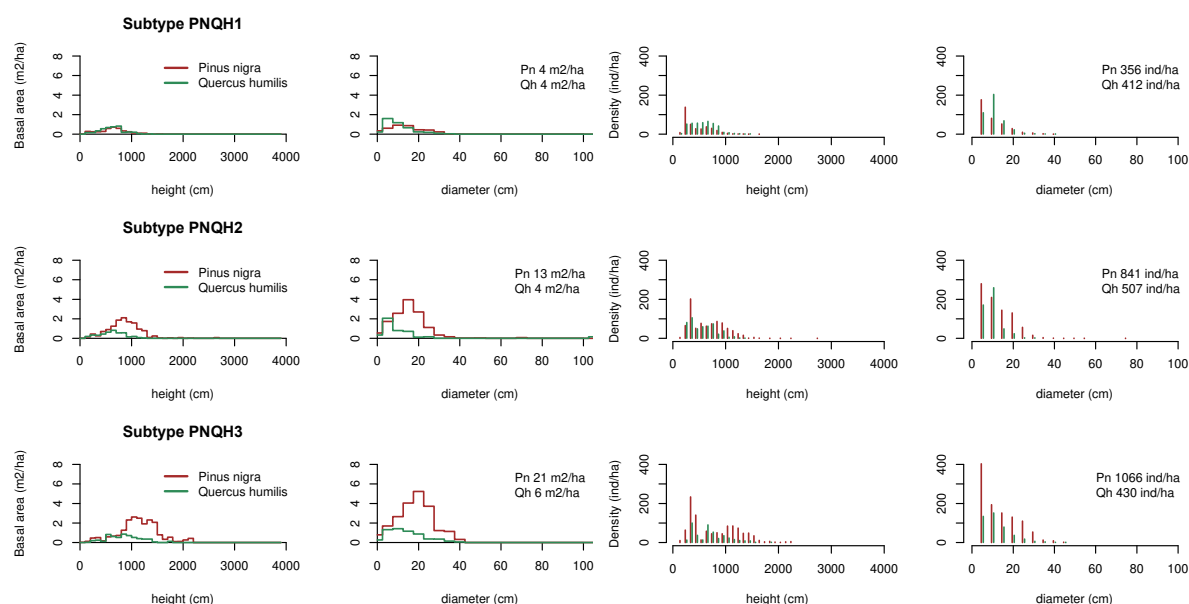 Subtype PNQH1
Basal area (m2/ha)
0 2 4 6 8
Pinus nigra
Quercus humilis
0 1000 2000 3000 4000
height (cm)
0 2 4 6 8
Pn 4 m2/ha
Qh 4 m2/ha
0 20 40 60 80 100
diameter (cm)
Density (ind/ha)
0 200 400
0 1000 2000 3000 4000
height (cm)
0 200 400
Pn 356 ind/ha
Qh 412 ind/ha
0 20 40 60 80 100
diameter (cm)
Subtype PNQH2
Basal area (m2/ha)
0 2 4 6 8
Pinus nigra
Quercus humilis
0 1000 2000 3000 4000
height (cm)
0 2 4 6 8
Pn 13 m2/ha
Qh 4 m2/ha
0 20 40 60 80 100
diameter (cm)
Density (ind/ha)
0 200 400
0 1000 2000 3000 4000
height (cm)
0 200 400
Pn 841 ind/ha
Qh 507 ind/ha
0 20 40 60 80 100
diameter (cm)
Subtype PNQH3
Basal area (m2/ha)
0 2 4 6 8
Pinus nigra
Quercus humilis
0 1000 2000 3000 4000
height (cm)
0 2 4 6 8
Pn 21 m2/ha
Qh 6 m2/ha
0 20 40 60 80 100
diameter (cm)
Density (ind/ha)
0 200 400
0 1000 2000 3000 4000
height (cm)
0 200 400
Pn 1066 ind/ha
Qh 430 ind/ha
0 20 40 60 80 100
diameter (cm)